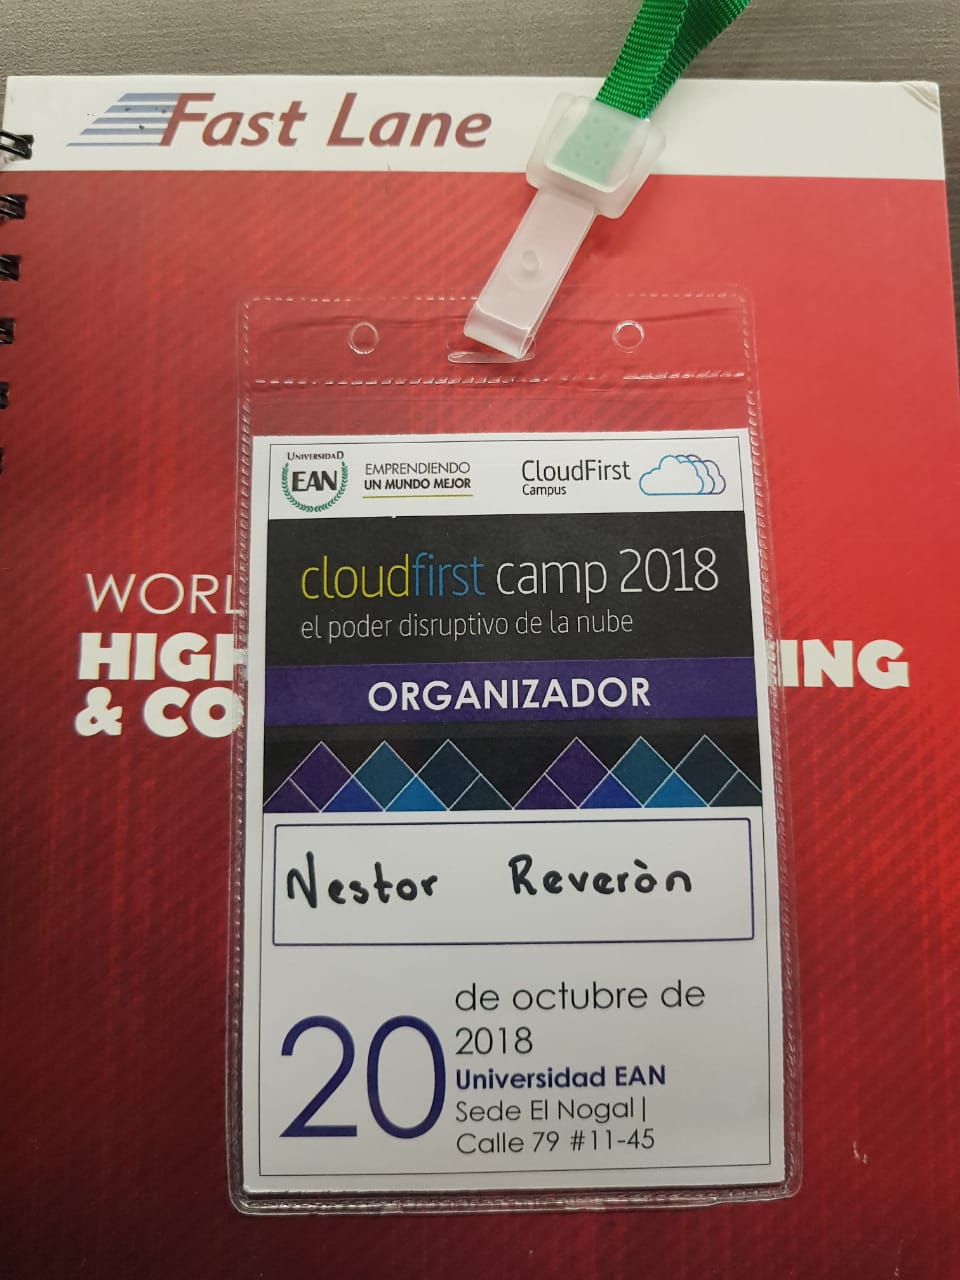 Fast Lane
UNIVERSIDAD
EAN
EMPRENDIENDO
UN MUNDO MEJOR
CloudFirst
Campus
cloudfirst camp 2018
el poder disruptivo de la nube
ORGANIZADOR
Nestor Reveròn
20
de octubre de
2018
Universidad EAN
Sede El Nogal |
Calle 79 #11-45
WORL
HIGH
ING
& CO